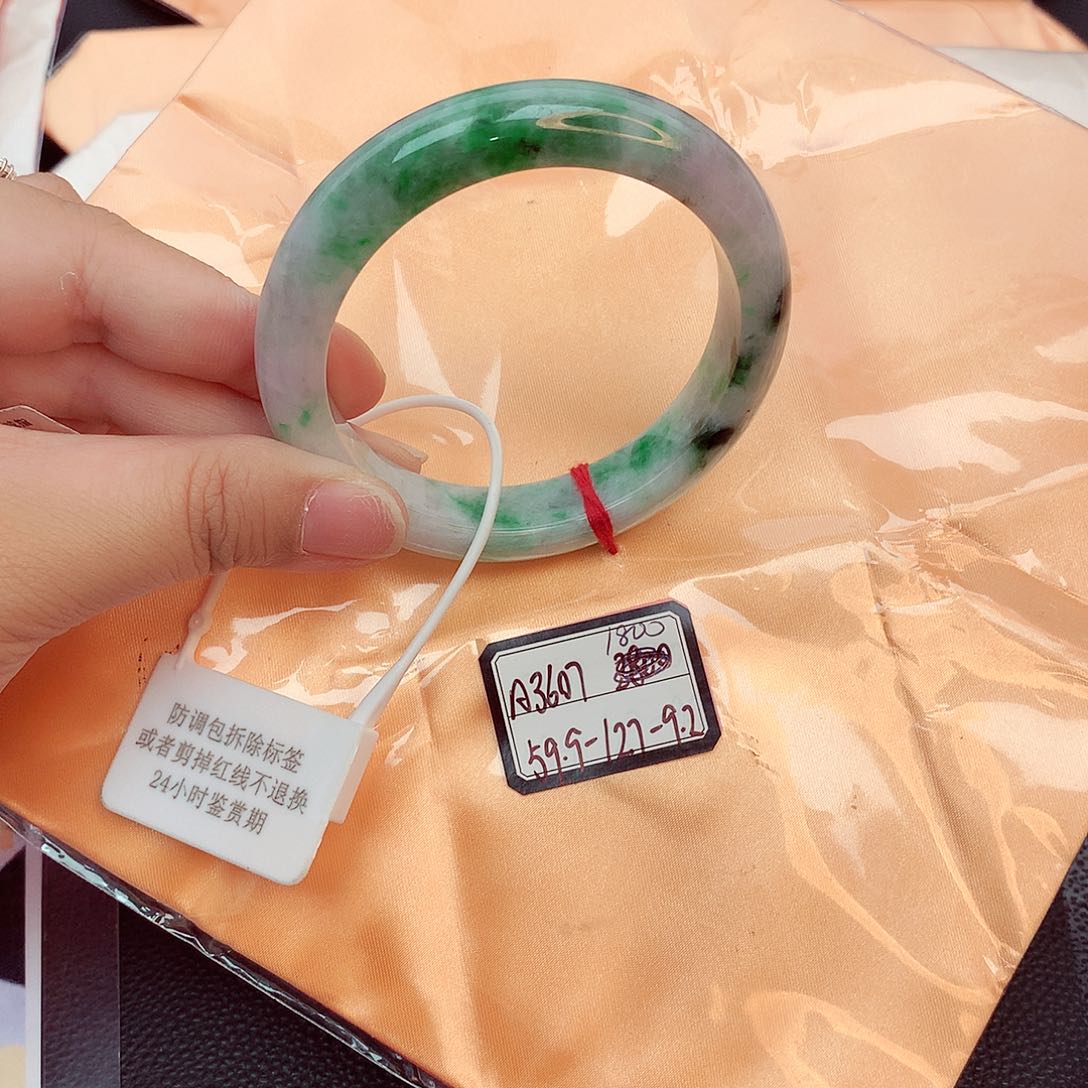 1800
A3607
59.9-12.7-9.2
防调包拆除标签
或者剪掉红线不退换
24小时鉴赏期